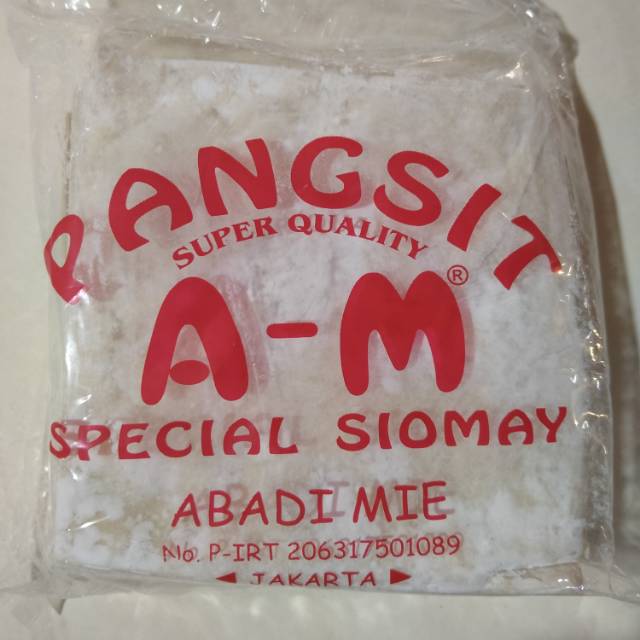 PANGSIT
SUPER QUALITY
A-M®
SPECIAL SIOMAY
ABADI MIE
No. P-IRT 206317501089
◄ JAKARTA ►